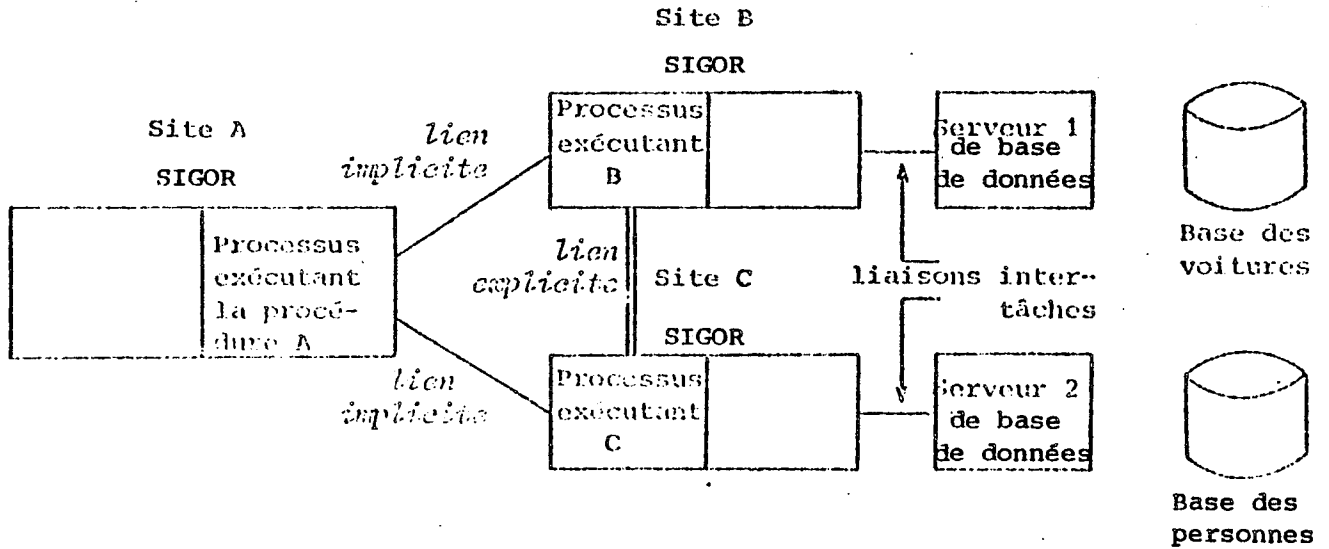 Site B
SIGOR
Site A
SIGOR
lien
implicite
Processus
exécutant
B
Serveur 1
de base
de données
Base des
voitures
Processus
exécutant
la procé-
dure A
lien
explicite
Site C
SIGOR
liaisons inter-
tâches
lien
implicite
Processus
exécutant
C
Serveur 2
de base
de données
Base des
personnes